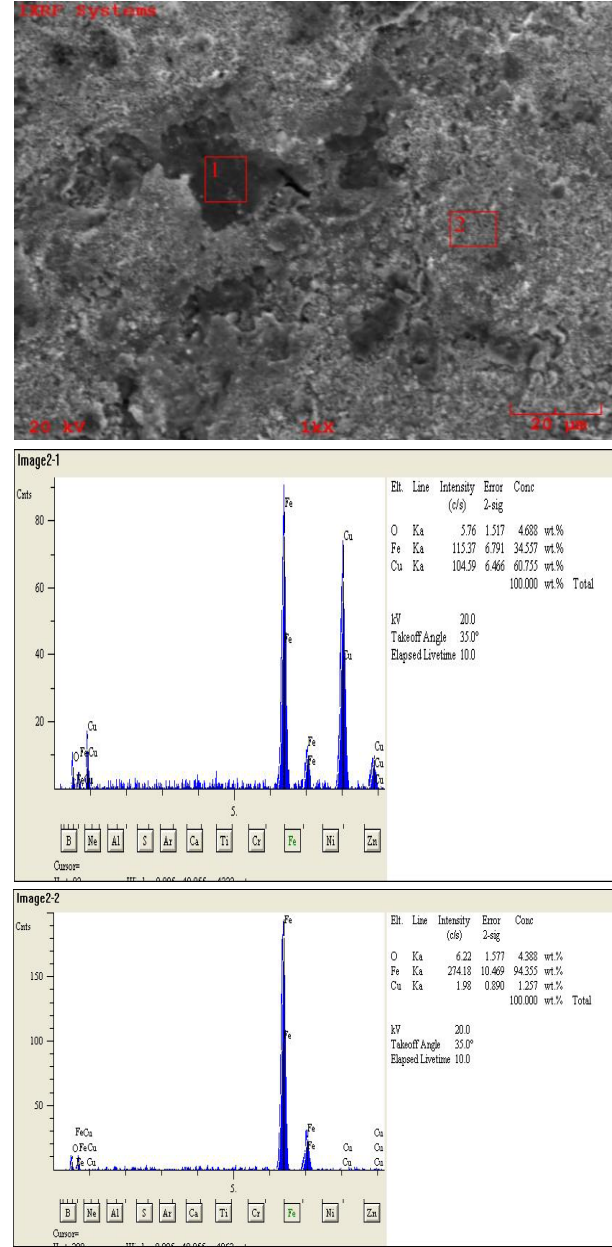 IXRF Systems
1
2
20 kV
1kX
20 µm
Image2-1
Cnts
Elt. Line Intensity Error Conc
(c/s) 2-sig
O Ka 5.76 1.517 4.688 wt.%
Fe Ka 115.37 6.791 34.557 wt.%
Cu Ka 104.59 6.466 60.755 wt.%
100.000 wt.% Total
kV 20.0
Takeoff Angle 35.0°
Elapsed Livetime 10.0
80
60
40
20
Fe
Cu
Fe
Cu
Cu
Fe
Fe
Cu
Cu
Cu
O Fe Cu
5.
B Ne Al S Ar Ca Ti Cr Fe Ni Zn
Cursor=
Image2-2
Cnts
Elt. Line Intensity Error Conc
(c/s) 2-sig
O Ka 6.22 1.577 4.388 wt.%
Fe Ka 274.18 10.469 94.355 wt.%
Cu Ka 1.98 0.890 1.257 wt.%
100.000 wt.% Total
kV 20.0
Takeoff Angle 35.0°
Elapsed Livetime 10.0
150
100
50
Fe
Fe
Fe
Fe
FeCu
OFeCu
Fe Cu
Cu
Cu
Cu
Cu
Cu
5.
B Ne Al S Ar Ca Ti Cr Fe Ni Zn
Cursor=